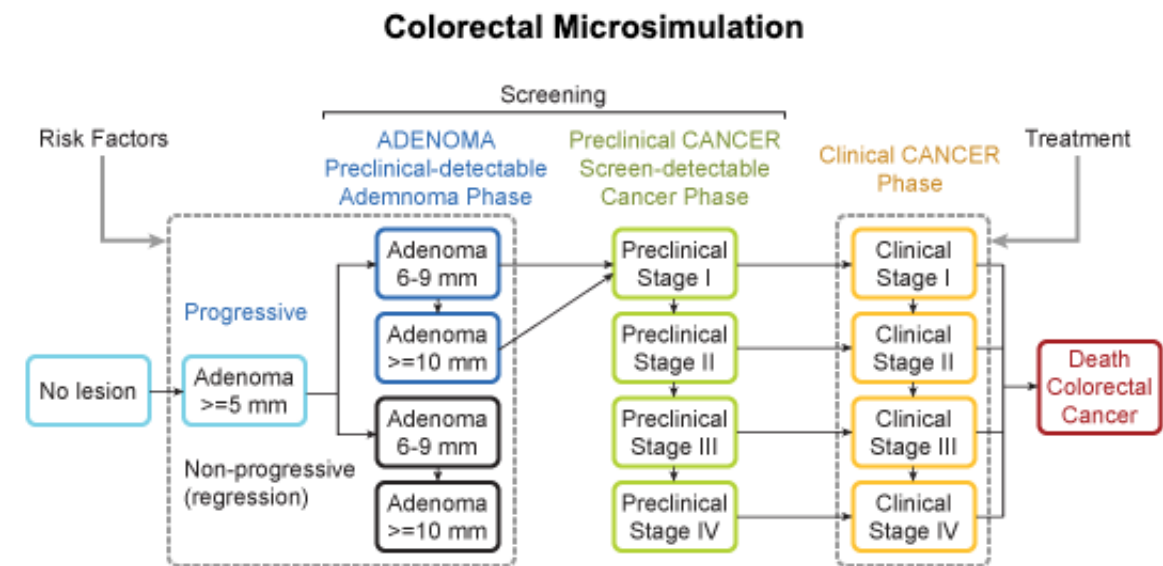 Colorectal Microsimulation
Screening
Risk Factors
ADENOMA
Preclinical-detectable
Ademnoma Phase
Preclinical CANCER
Screen-detectable
Cancer Phase
Clinical CANCER
Phase
Treatment
Progressive
No lesion
Adenoma
>=5 mm
Non-progressive
(regression)
Adenoma
6-9 mm
Adenoma
>=10 mm
Adenoma
6-9 mm
Adenoma
>=10 mm
Preclinical
Stage I
Preclinical
Stage II
Preclinical
Stage III
Preclinical
Stage IV
Clinical
Stage I
Clinical
Stage II
Clinical
Stage III
Clinical
Stage IV
Death
Colorectal
Cancer